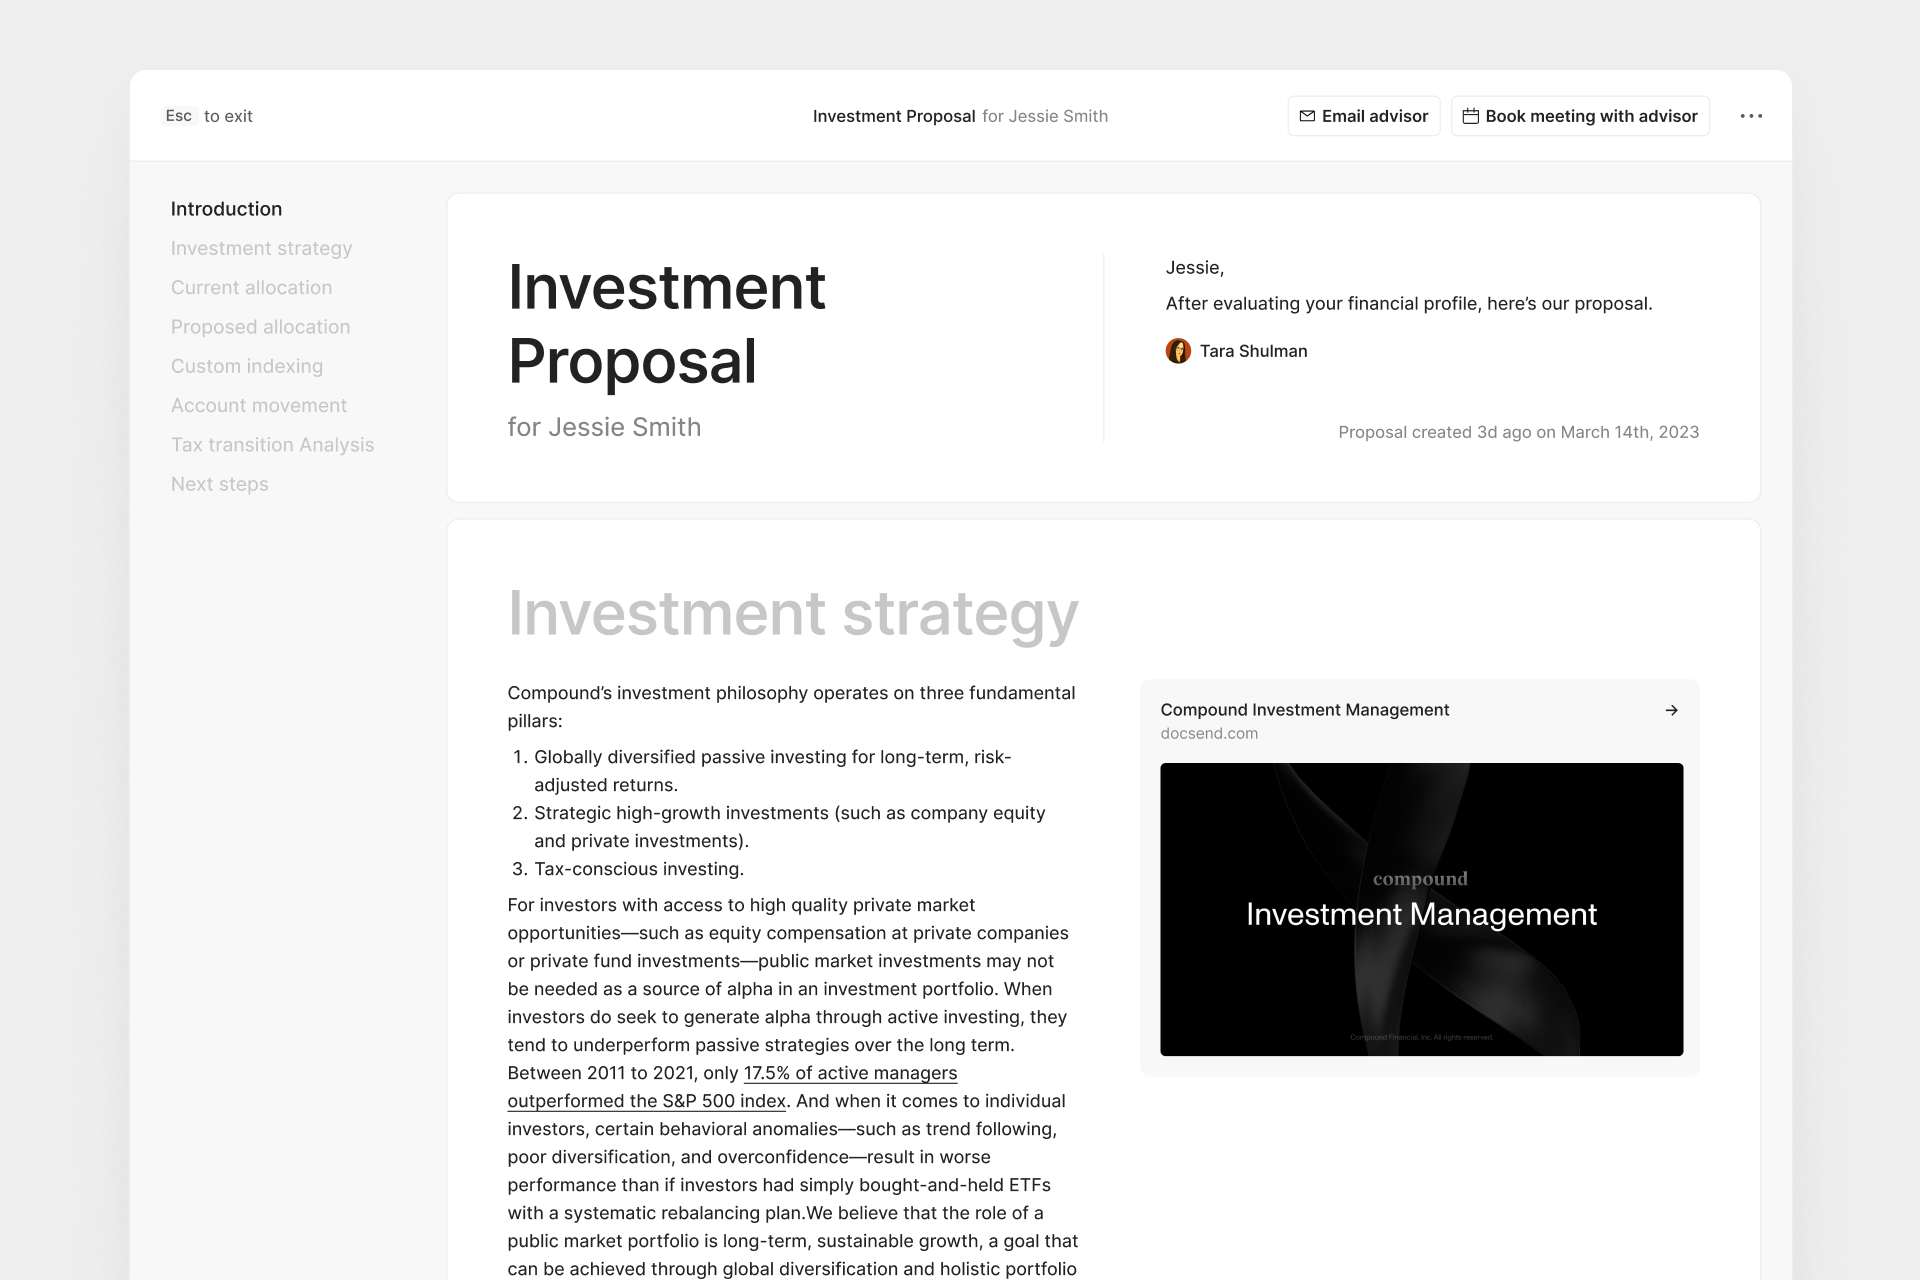 Esc to exit
Investment Proposal for Jessie Smith
Email advisor
Book meeting with advisor
Introduction
Investment strategy
Current allocation
Proposed allocation
Custom indexing
Account movement
Tax transition Analysis
Next steps
Investment
Proposal
for Jessie Smith
Jessie,
After evaluating your financial profile, here’s our proposal.
Tara Shulman
Proposal created 3d ago on March 14th, 2023
Investment strategy
Compound’s investment philosophy operates on three fundamental
pillars:
1. Globally diversified passive investing for long-term, risk-
adjusted returns.
2. Strategic high-growth investments (such as company equity
and private investments).
3. Tax-conscious investing.
For investors with access to high quality private market
opportunities—such as equity compensation at private companies
or private fund investments—public market investments may not
be needed as a source of alpha in an investment portfolio. When
investors do seek to generate alpha through active investing, they
tend to underperform passive strategies over the long term.
Between 2011 to 2021, only 17.5% of active managers
outperformed the S&P 500 index. And when it comes to individual
investors, certain behavioral anomalies—such as trend following,
poor diversification, and overconfidence—result in worse
performance than if investors had simply bought-and-held ETFs
with a systematic rebalancing plan.We believe that the role of a
public market portfolio is long-term, sustainable growth, a goal that
can be achieved through global diversification and holistic portfolio
Compound Investment Management
docsend.com
compound
Investment Management
Compound Financial, Inc. All rights reserved.